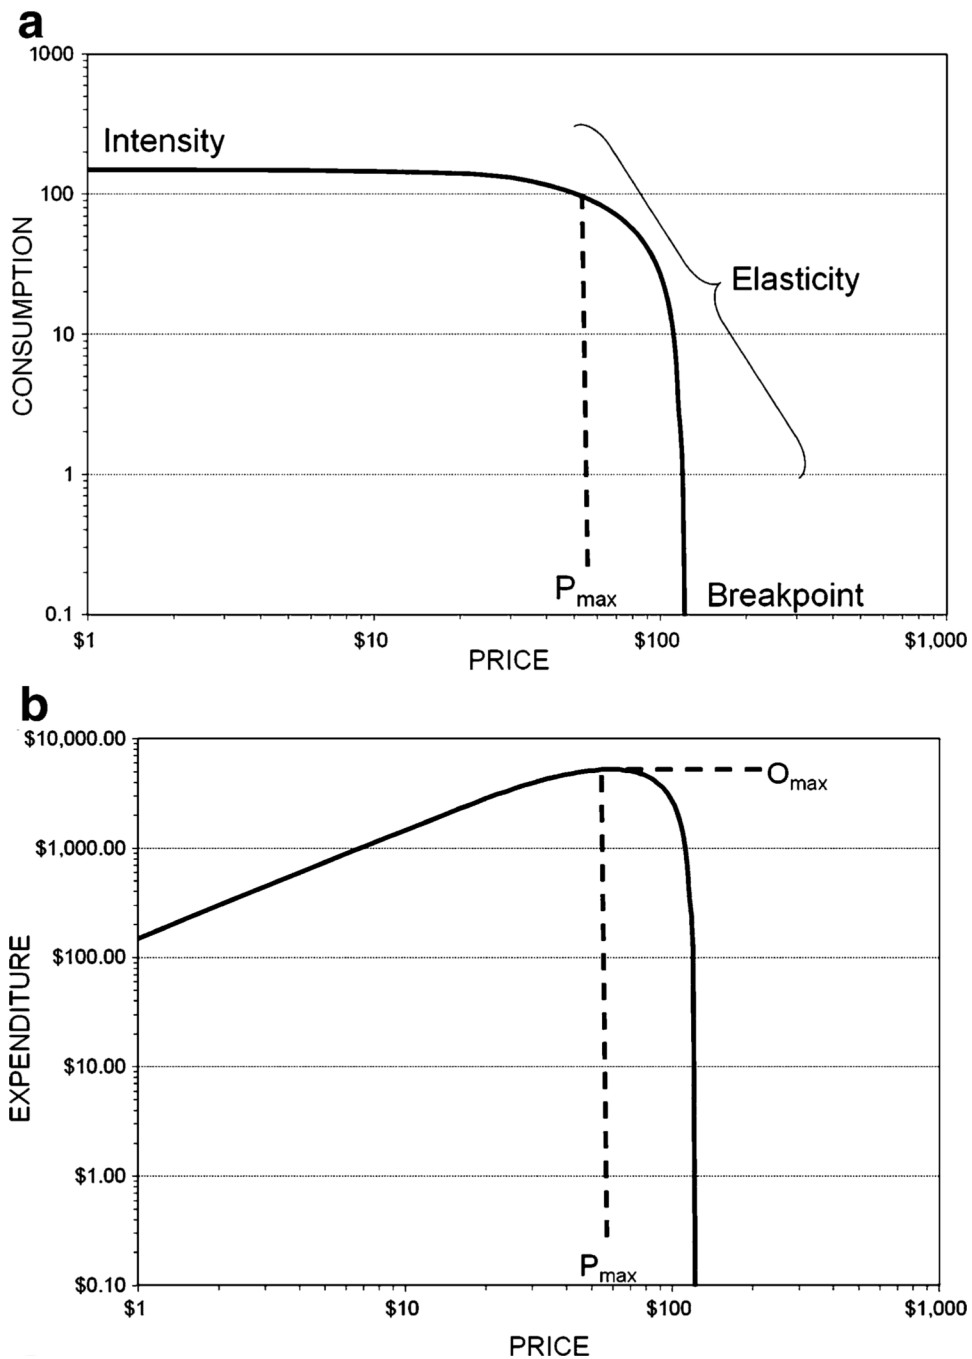 a
1000
Intensity
100
Elasticity
CONSUMPTION
10
1
Pmax
Breakpoint
0.1
$1
$10
$100
$1,000
PRICE
b
$10,000.00
Omax
$1,000.00
EXPENDITURE
$100.00
$10.00
$1.00
Pmax
$0.10
$1
$10
$100
$1,000
PRICE